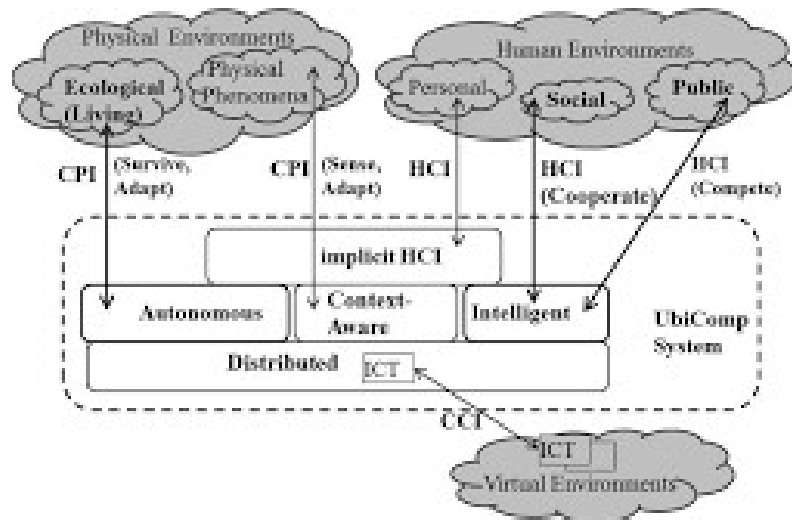 Physical Environments
Ecological
(Living)
Physical
Phenomena
Human Environments
Personal
Social
Public
CPI
(Survive,
Adapt)
CPI
(Sense,
Adapt)
HCI
HCI
(Cooperate)
HCI
(Compete)
implicit HCI
Autonomous
Context-
Aware
Intelligent
UbiComp
System
Distributed
ICT
CCI
ICT
Virtual Environments